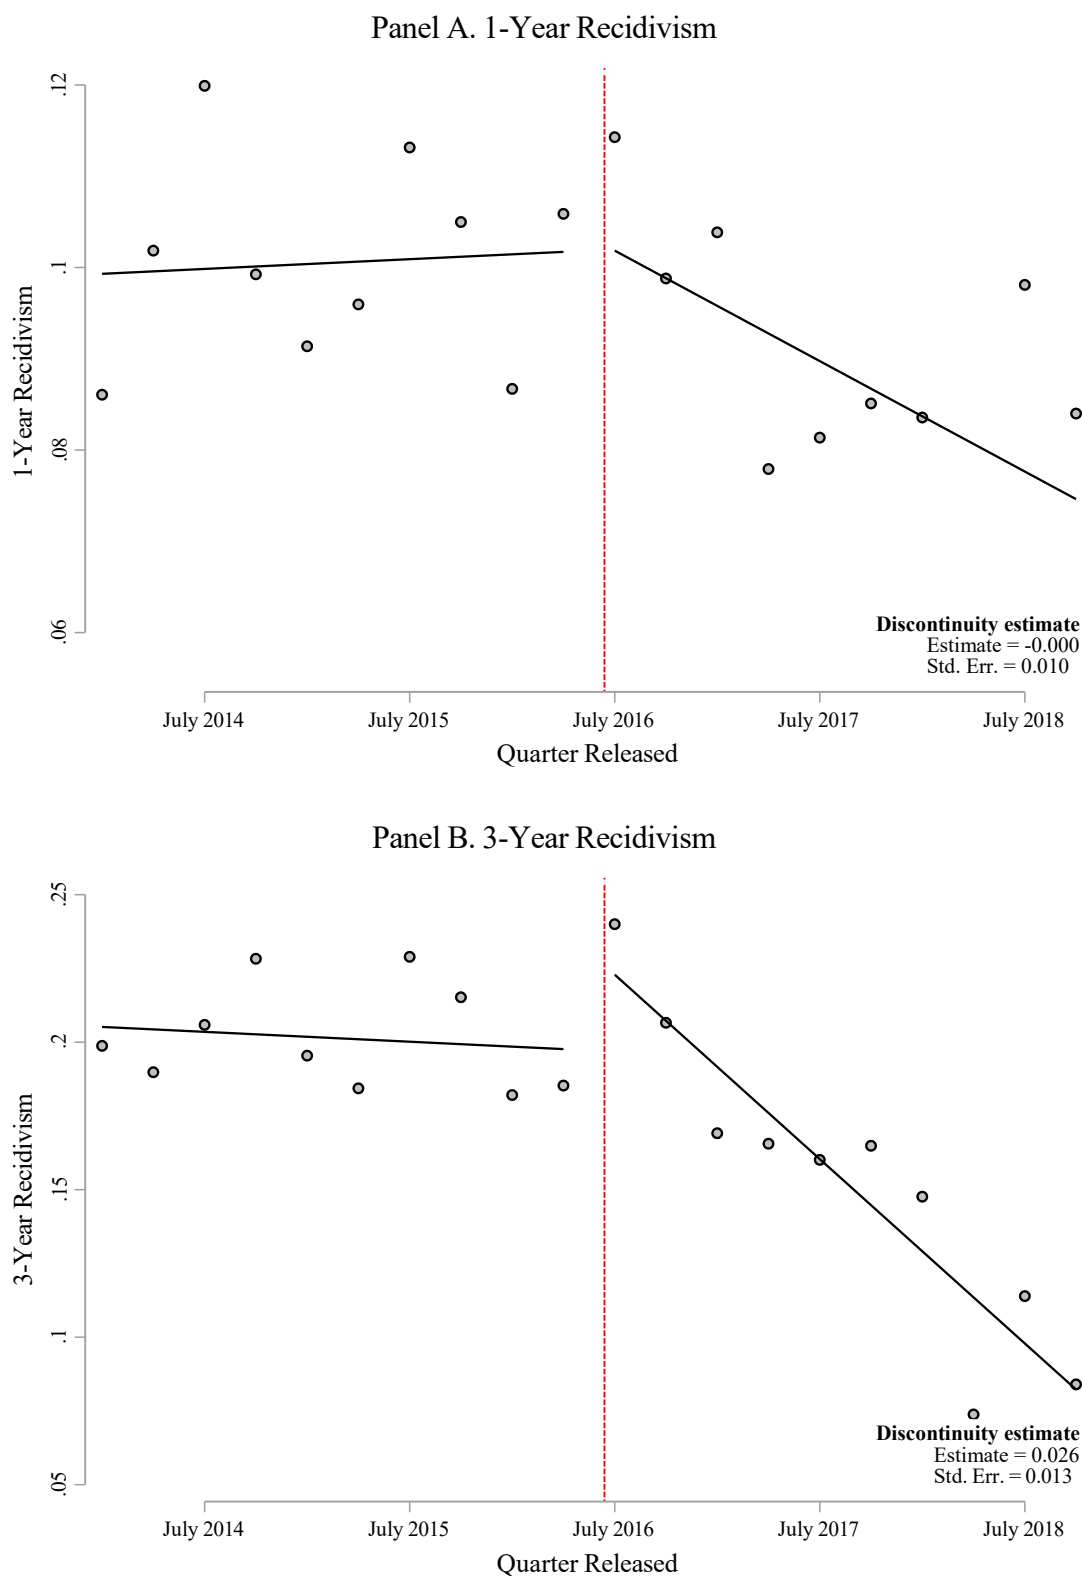 Panel A. 1-Year Recidivism
.12
.1
.08
.06
1-Year Recidivism
Discontinuity estimate
Estimate = -0.000
Std. Err. = 0.010
July 2014 July 2015 July 2016 July 2017 July 2018
Quarter Released
Panel B. 3-Year Recidivism
.25
.2
.15
.1
.05
3-Year Recidivism
Discontinuity estimate
Estimate = 0.026
Std. Err. = 0.013
July 2014 July 2015 July 2016 July 2017 July 2018
Quarter Released